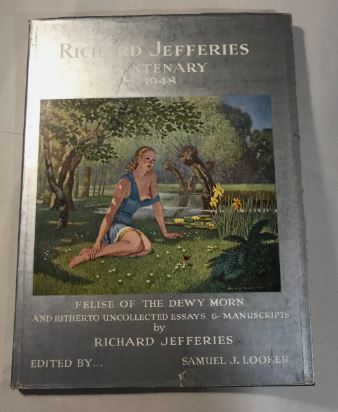 RICHARD JEFFERIES
CENTENARY
1948
FELISE OF THE DEWY MORN
AND HITHERTO UNCOLLECTED ESSAYS & MANUSCRIPTS
by
RICHARD JEFFERIES
EDITED BY... SAMUEL J. LOOKER